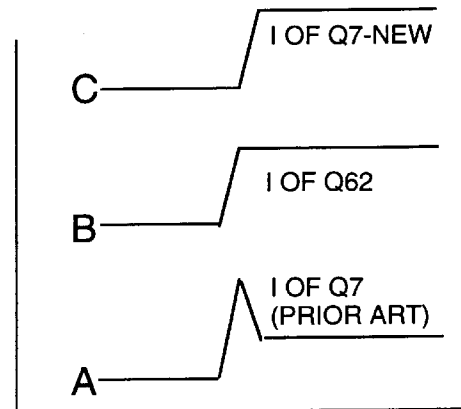 I OF Q7-NEW
C
I OF Q62
B
I OF Q7
(PRIOR ART)
A